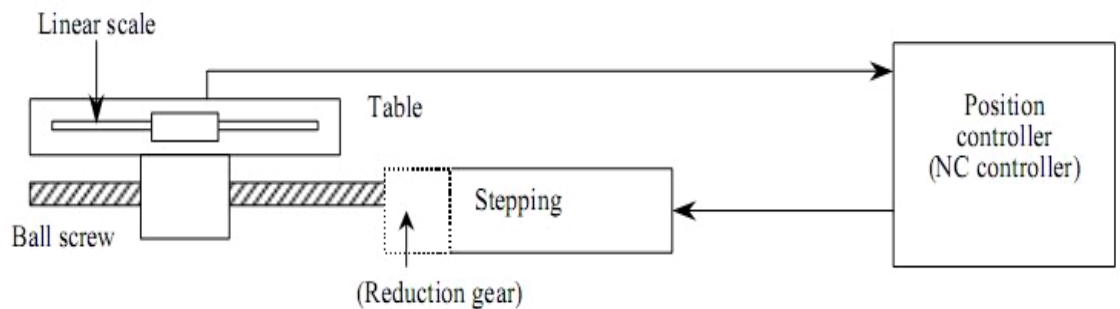 Linear scale
Table
Position
controller
(NC controller)
Stepping
Ball screw
(Reduction gear)